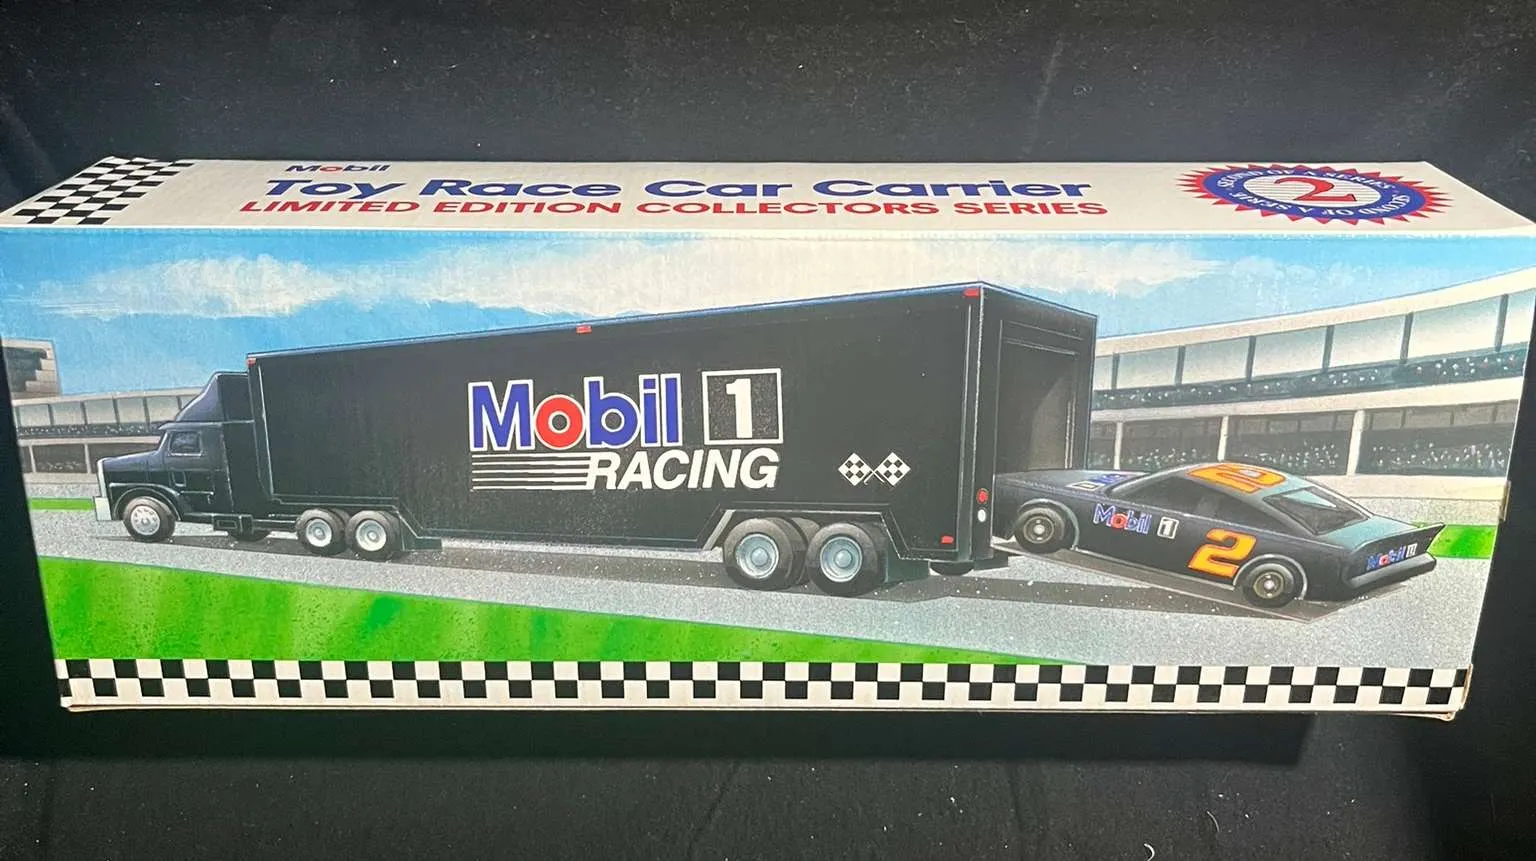 Mobil
Toy Race Car Carrier
LIMITED EDITION COLLECTORS SERIES
SECOND OF A SERIES
2
SECOND OF A SERIES
Mobil 1
RACING
2
Mobil 1
2
Mobil 1